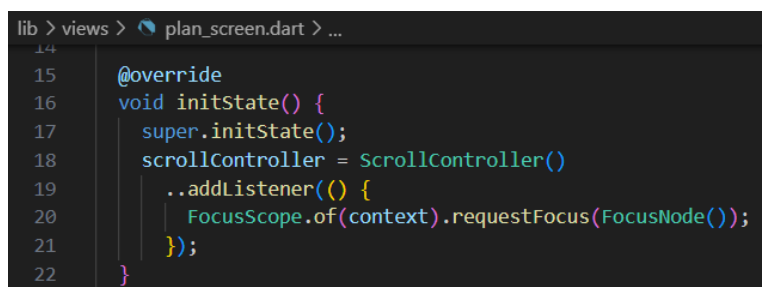 lib > views > plan_screen.dart > ...
14
15 @override
16 void initState() {
17 super.initState();
18 scrollController = ScrollController()
19 ..addListener(() {
20 FocusScope.of(context).requestFocus(FocusNode());
21 });
22 }